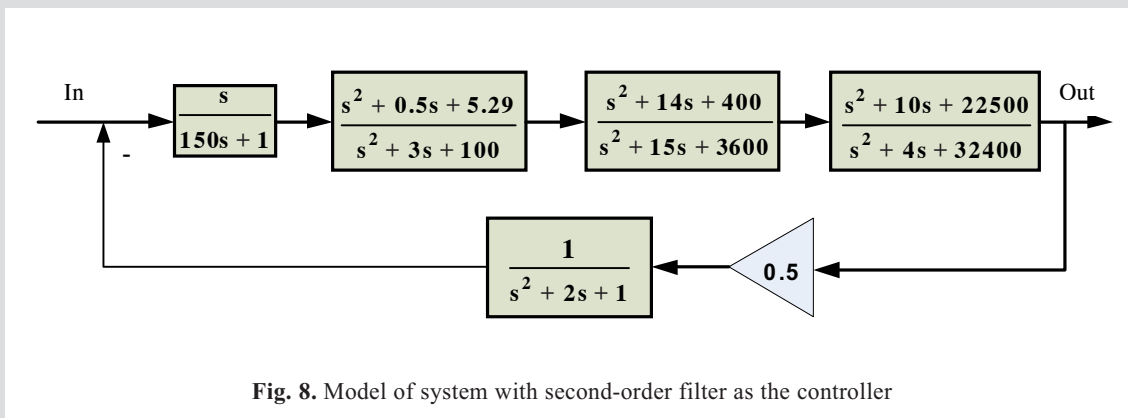 In
s
150s + 1
s² + 0.5s + 5.29
s² + 3s + 100
s² + 14s + 400
s² + 15s + 3600
s² + 10s + 22500
s² + 4s + 32400
Out
-
1
s² + 2s + 1
0.5
Fig. 8. Model of system with second-order filter as the controller